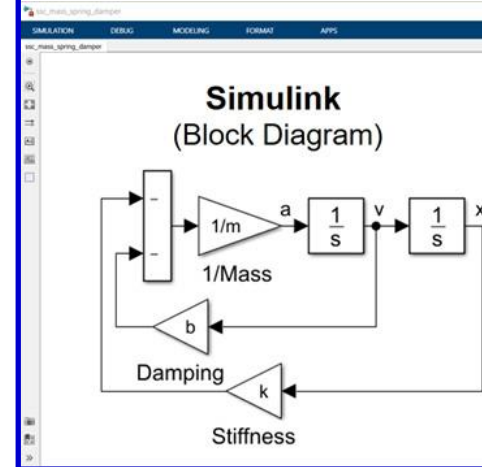 ssc_mass_spring_damper
SIMULATION DEBUG MODELING FORMAT APPS
ssc_mass_spring_damper
Simulink
(Block Diagram)
−
−
1/m
a
1
s
v
1
s
x
1/Mass
b
Damping
k
Stiffness